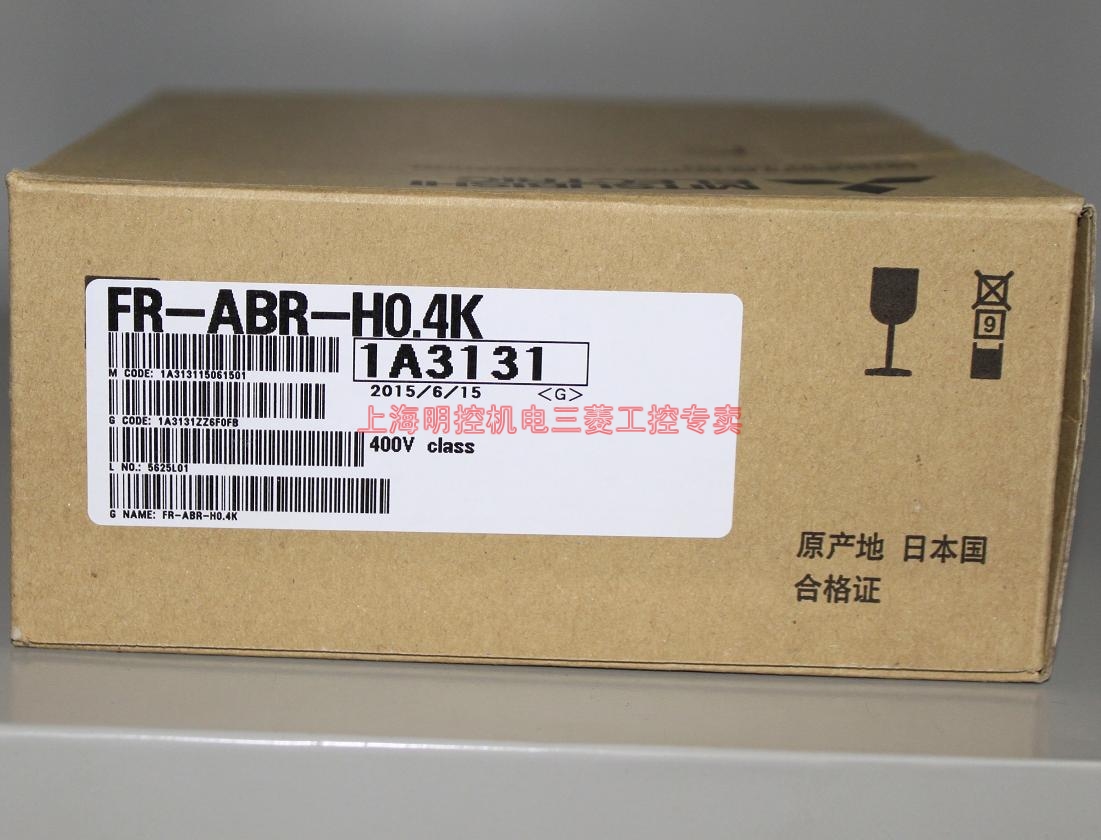 MITSUBISHI
FR-ABR-H0.4K
1A3131
M CODE: 1A313115061501
2015/6/15 <G>
G CODE: 1A3131ZZ6F0FB
上海明控机电三菱工控专卖
400V class
L NO.: 5625L01
G NAME: FR-ABR-H0.4K
9
原产地 日本国
合格证